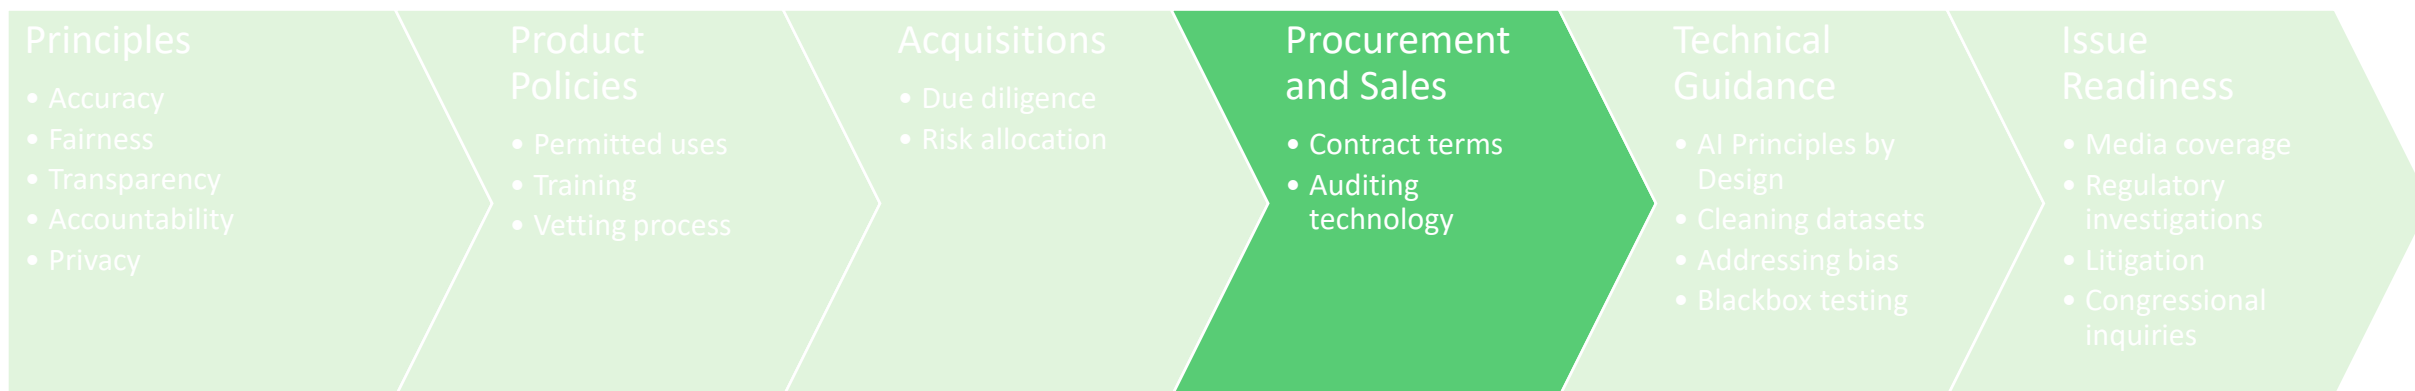 Principles
• Accuracy
• Fairness
• Transparency
• Accountability
• Privacy
Product
Policies
• Permitted uses
• Training
• Vetting process
Acquisitions
• Due diligence
• Risk allocation
Procurement
and Sales
• Contract terms
• Auditing
technology
Technical
Guidance
• AI Principles by
Design
• Cleaning datasets
• Addressing bias
• Blackbox testing
Issue
Readiness
• Media coverage
• Regulatory
investigations
• Litigation
• Congressional
inquiries